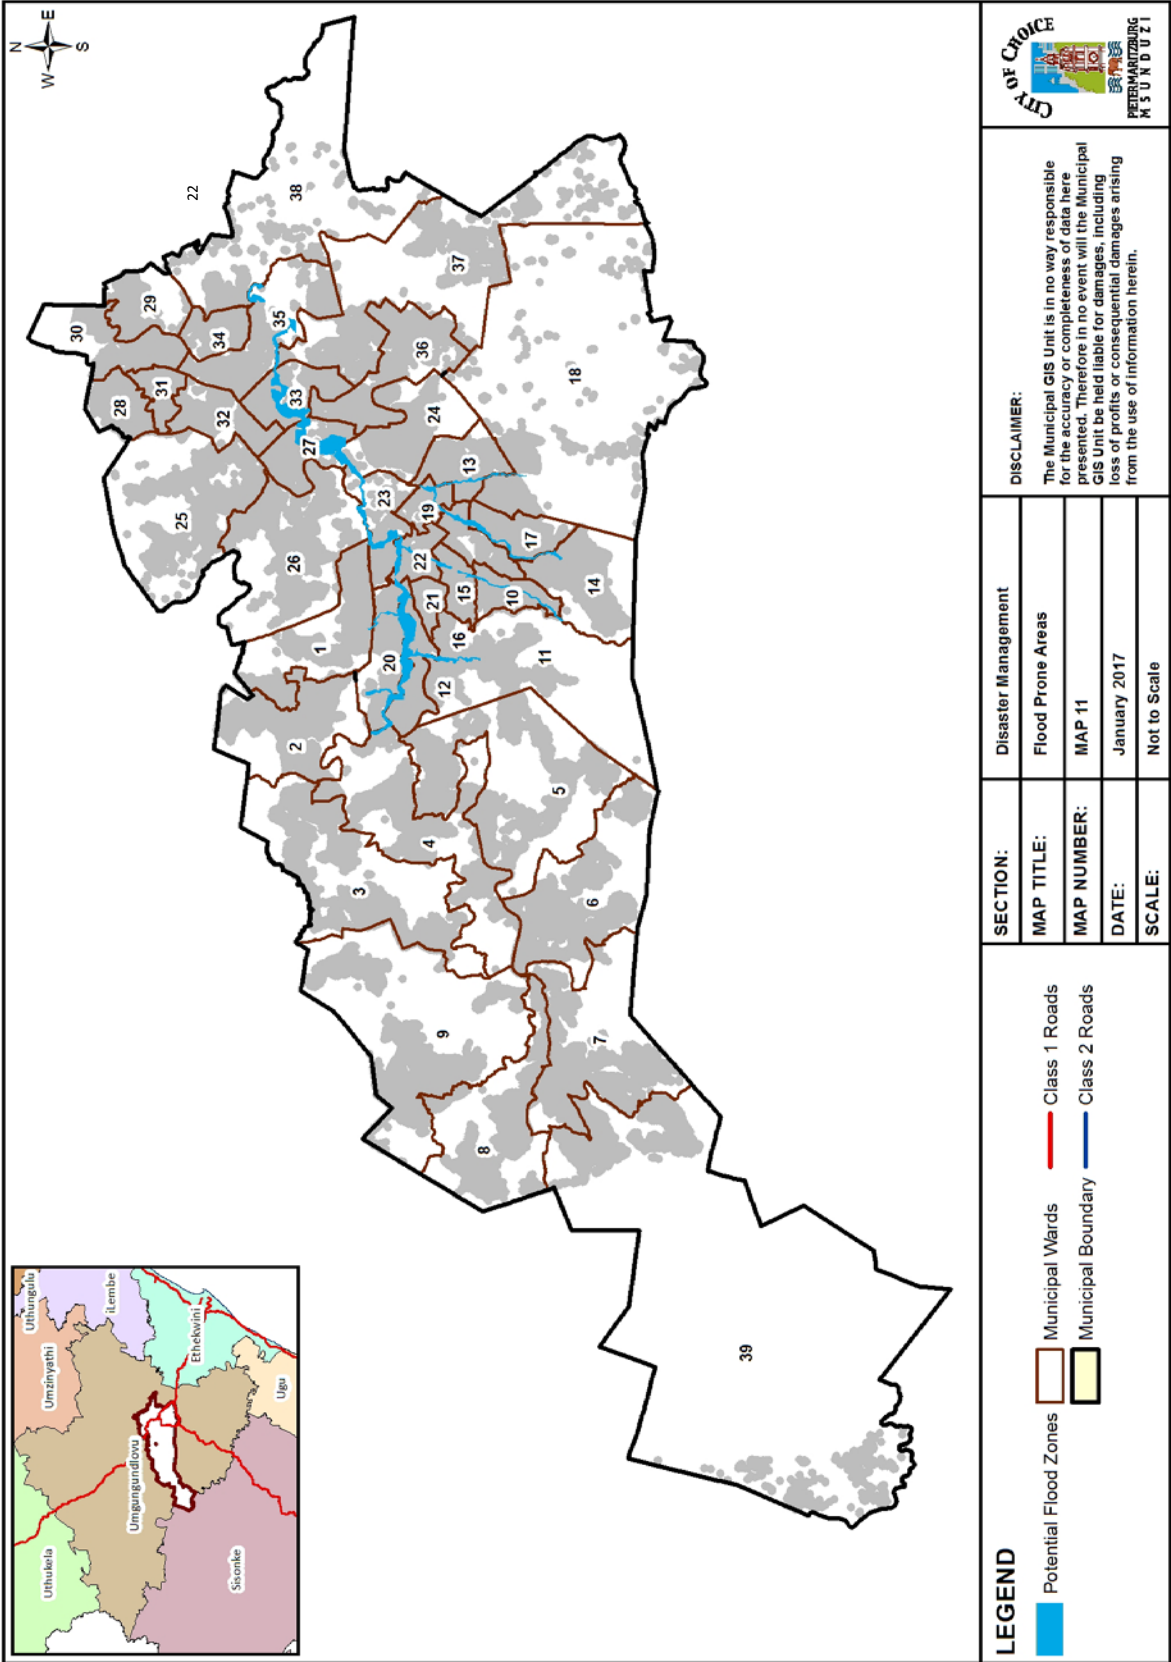 Uthungulu
Umzinyathi
iLembe
Uthukela
Umgungundlovu
Ethekwini
Ugu
Sisonke
N
W
E
S
22
30
29
38
28
31
34
35
25
32
33
37
27
36
26
24
18
23
13
1
19
22
17
2
20
21
15
10
14
16
12
11
3
4
5
9
6
7
8
39
LEGEND
Potential Flood Zones
Municipal Wards
Class 1 Roads
Municipal Boundary
Class 2 Roads
SECTION:
Disaster Management
MAP TITLE:
Flood Prone Areas
MAP NUMBER:
MAP 11
DATE:
January 2017
SCALE:
Not to Scale
DISCLAIMER:
The Municipal GIS Unit is in no way responsible
for the accuracy or completeness of data here
presented. Therefore in no event will the Municipal
GIS Unit be held liable for damages, including
loss of profits or consequential damages arising
from the use of information herein.
CITY OF CHOICE
PIETERMARITZBURG
MSUNDUZI